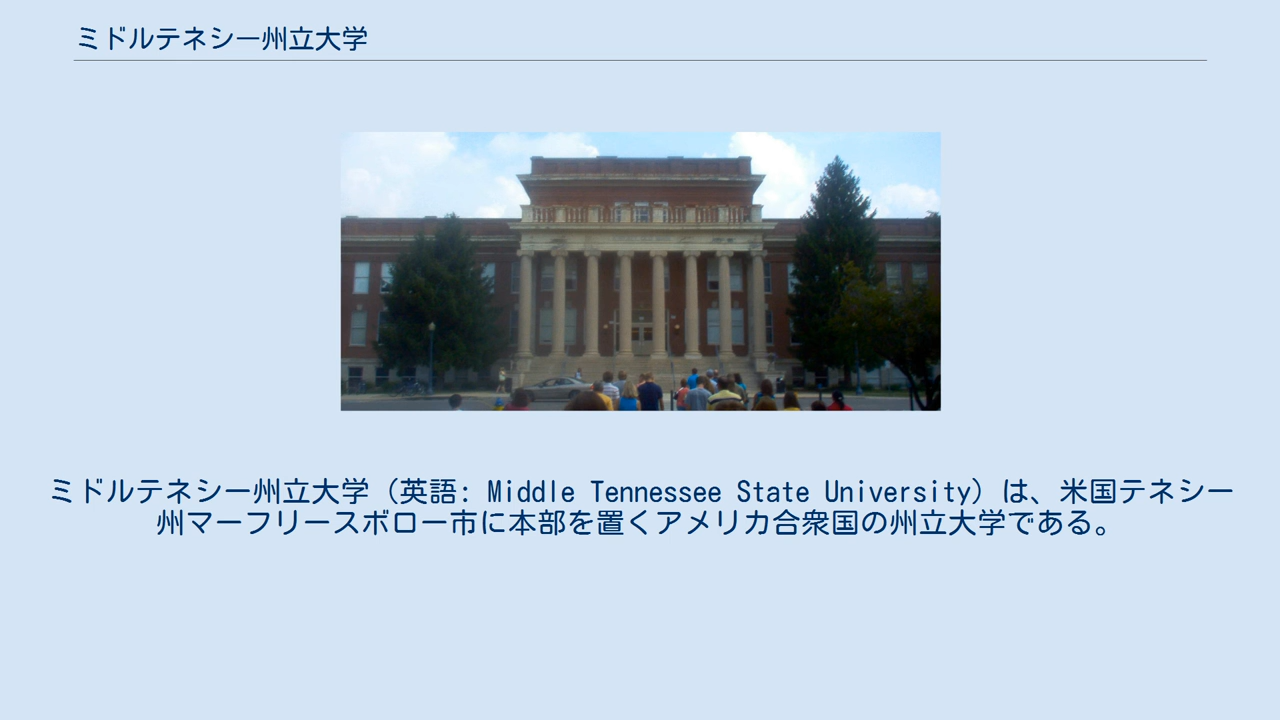 ミドルテネシー州立大学
ミドルテネシー州立大学（英語: Middle Tennessee State University）は、米国テネシー
州マーフリースボロー市に本部を置くアメリカ合衆国の州立大学である。